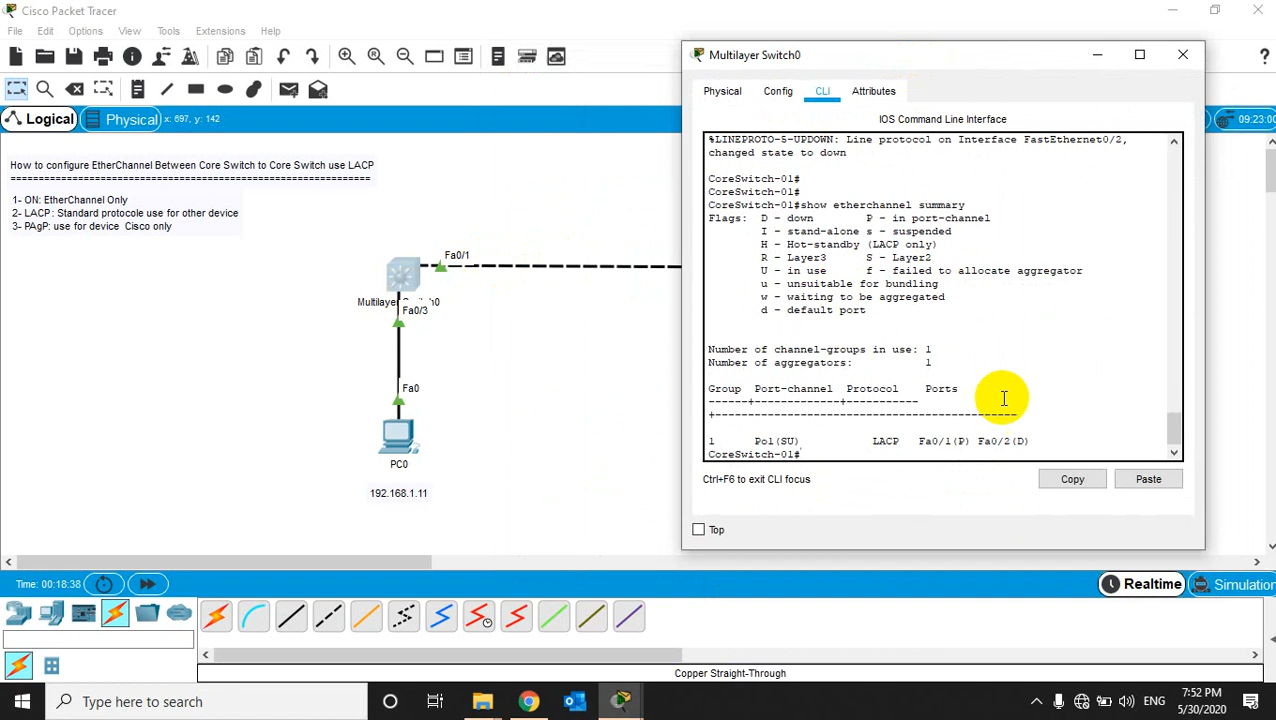 Cisco Packet Tracer
File Edit Options View Tools Extensions Help
Logical Physical x: 697, y: 142
09:23:00
How to configure EtherChannel Between Core Switch to Core Switch use LACP
=====================================================
1- ON: EtherChannel Only
2- LACP: Standard protocole use for other device
3- PAgP: use for device Cisco only
Fa0/1
Fa0/3
Fa0
PC0
192.168.1.11
Multilayer Switch0
Physical Config CLI Attributes
IOS Command Line Interface
%LINEPROTO-5-UPDOWN: Line protocol on Interface FastEthernet0/2,
changed state to down
CoreSwitch-01#
CoreSwitch-01#
CoreSwitch-01#show etherchannel summary
Flags: D - down P - in port-channel
I - stand-alone s - suspended
H - Hot-standby (LACP only)
R - Layer3 S - Layer2
U - in use f - failed to allocate aggregator
u - unsuitable for bundling
w - waiting to be aggregated
d - default port
Number of channel-groups in use: 1
Number of aggregators: 1
Group Port-channel Protocol Ports
------+-------------+-----------
+----------------------------------------------
1 Po1(SU) LACP Fa0/1(P) Fa0/2(D)
CoreSwitch-01#
Ctrl+F6 to exit CLI focus
Copy
Paste
Top
Time: 00:18:38
Realtime
Simulation
Copper Straight-Through
Type here to search
ENG
7:52 PM
5/30/2020